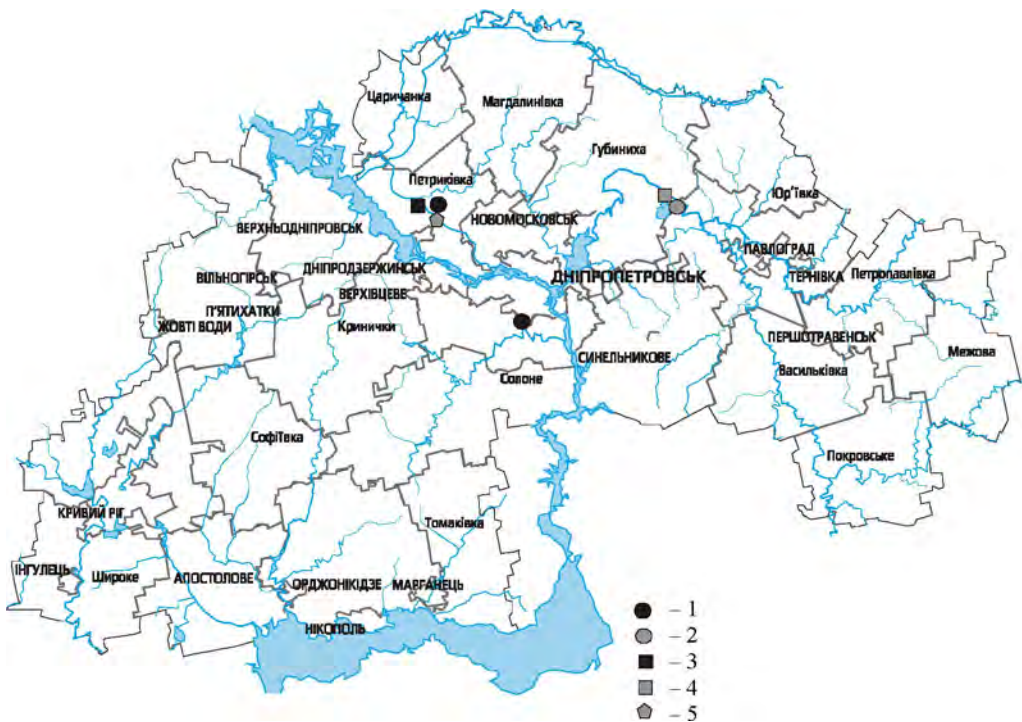 Царичанка
Магдалинівка
Губиниха
Петриківка
Юр'ївка
НОВОМОСКОВСЬК
ВЕРХНЬОДНІПРОВСЬК
ПАВЛОГРАД
ДНІПРОДЗЕРЖИНСЬК
ДНІПРОПЕТРОВСЬК
ТЕРНІВКА
Петропавлівка
ВІЛЬНОГІРСЬК
ВЕРХІВЦЕВЕ
П'ЯТИХАТКИ
Кринички
ЖОВТІ ВОДИ
ПЕРШОТРАВЕНСЬК
Межова
СИНЕЛЬНИКОВЕ
Солоне
Васильківка
Софіївка
Покровське
КРИВИЙ РІГ
Томаківка
ІНГУЛЕЦЬ
Широке
АПОСТОЛОВЕ
ОРДЖОНІКІДЗЕ
МАРГАНЕЦЬ
НІКОПОЛЬ
– 1
– 2
– 3
– 4
– 5